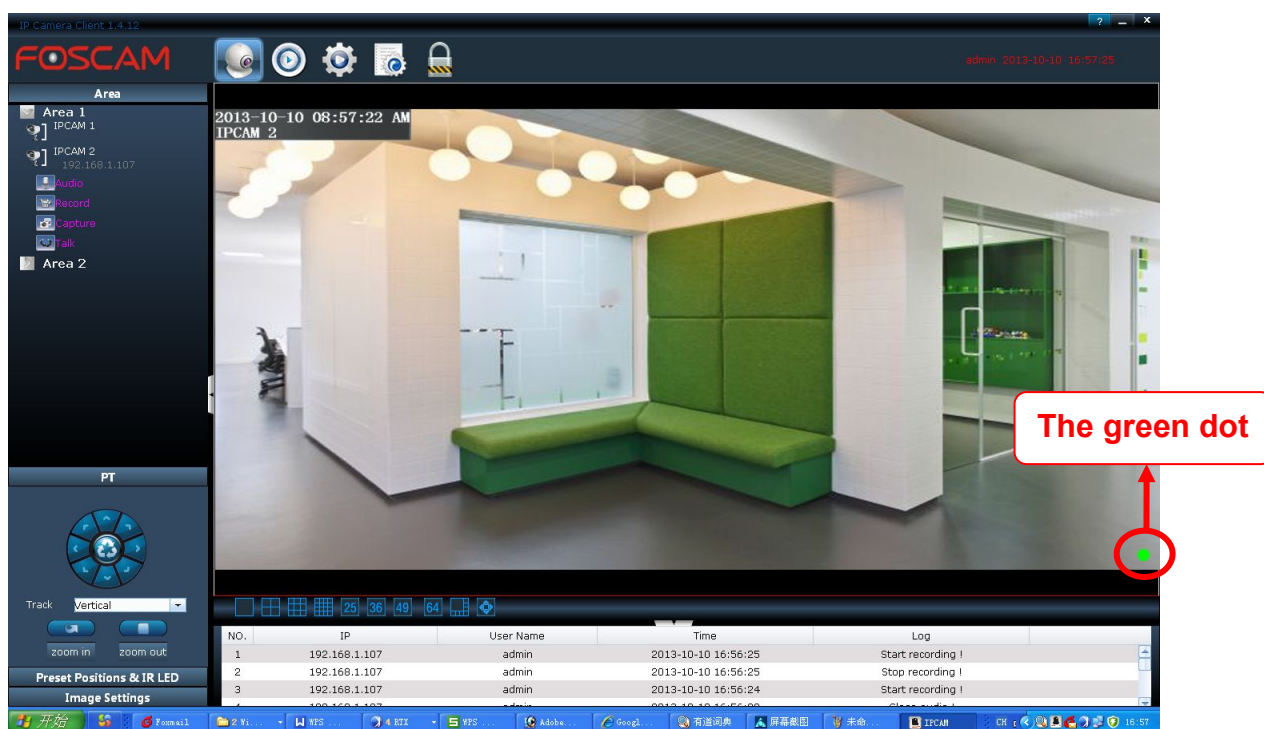 IP Camera Client 1.4.12
? – ×
FOSCAM
admin 2013-10-10 16:57:25
Area
Area 1
IPCAM 1
IPCAM 2
192.168.1.107
Audio
Record
Capture
Talk
Area 2
2013-10-10 08:57:22 AM
IPCAM 2
The green dot
PT
Track Vertical
zoom in zoom out
Preset Positions & IR LED
Image Settings
25 36 49 64
NO. IP User Name Time Log
1 192.168.1.107 admin 2013-10-10 16:56:25 Start recording !
2 192.168.1.107 admin 2013-10-10 16:56:25 Stop recording !
3 192.168.1.107 admin 2013-10-10 16:56:24 Start recording !
开始 Foxmail 2 Wi... WPS ... 4 RTX WPS ... Adobe... Googl... 有道词典 屏幕截图 未命... IPCAM CH 16:57